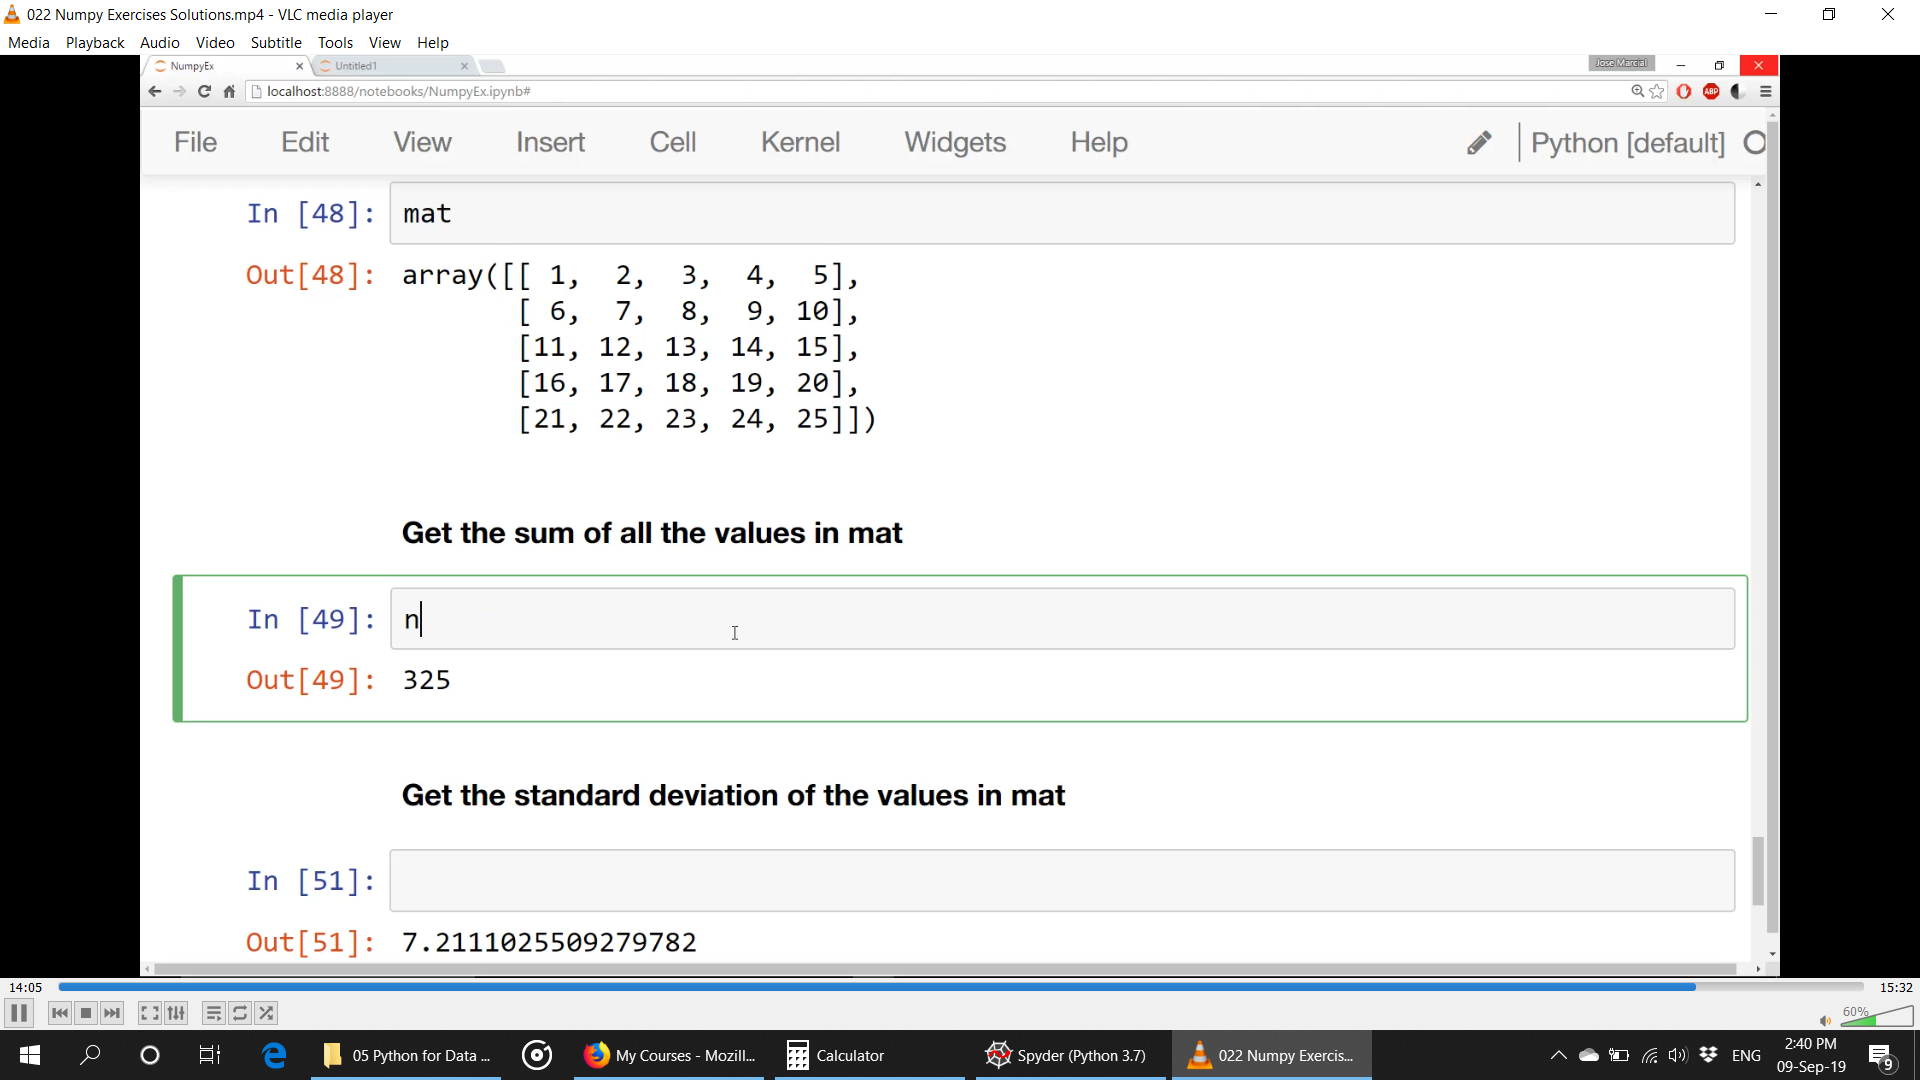 022 Numpy Exercises Solutions.mp4 - VLC media player
Media Playback Audio Video Subtitle Tools View Help
NumpyEx Untitled1 Jose Marcial
localhost:8888/notebooks/NumpyEx.ipynb# ABP
File Edit View Insert Cell Kernel Widgets Help Python [default]
In [48]: mat
Out[48]: array([[ 1, 2, 3, 4, 5],
[ 6, 7, 8, 9, 10],
[11, 12, 13, 14, 15],
[16, 17, 18, 19, 20],
[21, 22, 23, 24, 25]])
Get the sum of all the values in mat
In [49]: n
Out[49]: 325
Get the standard deviation of the values in mat
In [51]:
Out[51]: 7.2111025509279782
14:05 15:32
60%
05 Python for Data ... My Courses - Mozill... Calculator Spyder (Python 3.7) 022 Numpy Exercis... ENG 2:40 PM
09-Sep-19 9